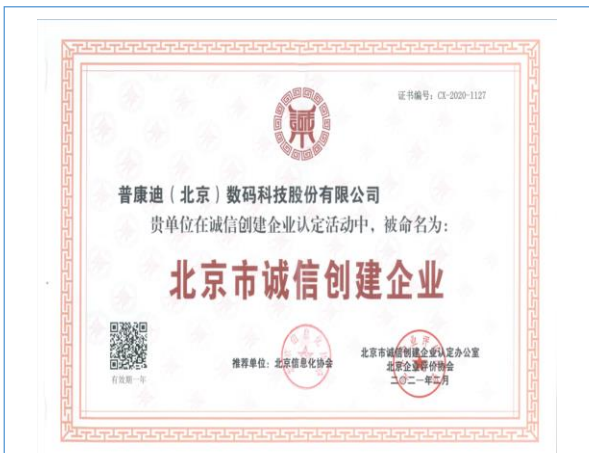 证书编号：CX-2020-1127
普康迪（北京）数码科技股份有限公司
贵单位在诚信创建企业认定活动中，被命名为：
北京市诚信创建企业
有效期一年
推荐单位：北京信息化协会
北京市诚信创建企业认定办公室
北京企业评价协会
二〇二一年二月